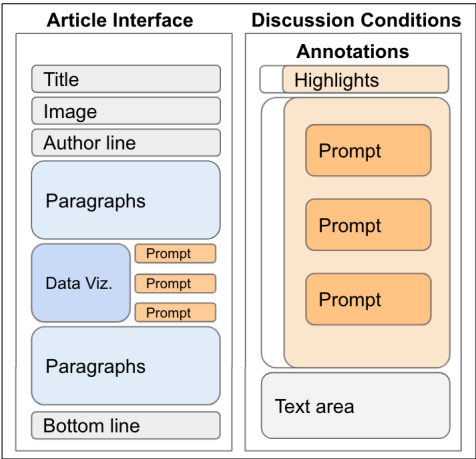 Article Interface
Title
Image
Author line
Paragraphs
Data Viz.
Prompt
Prompt
Prompt
Paragraphs
Bottom line
Discussion Conditions
Annotations
Highlights
Prompt
Prompt
Prompt
Text area